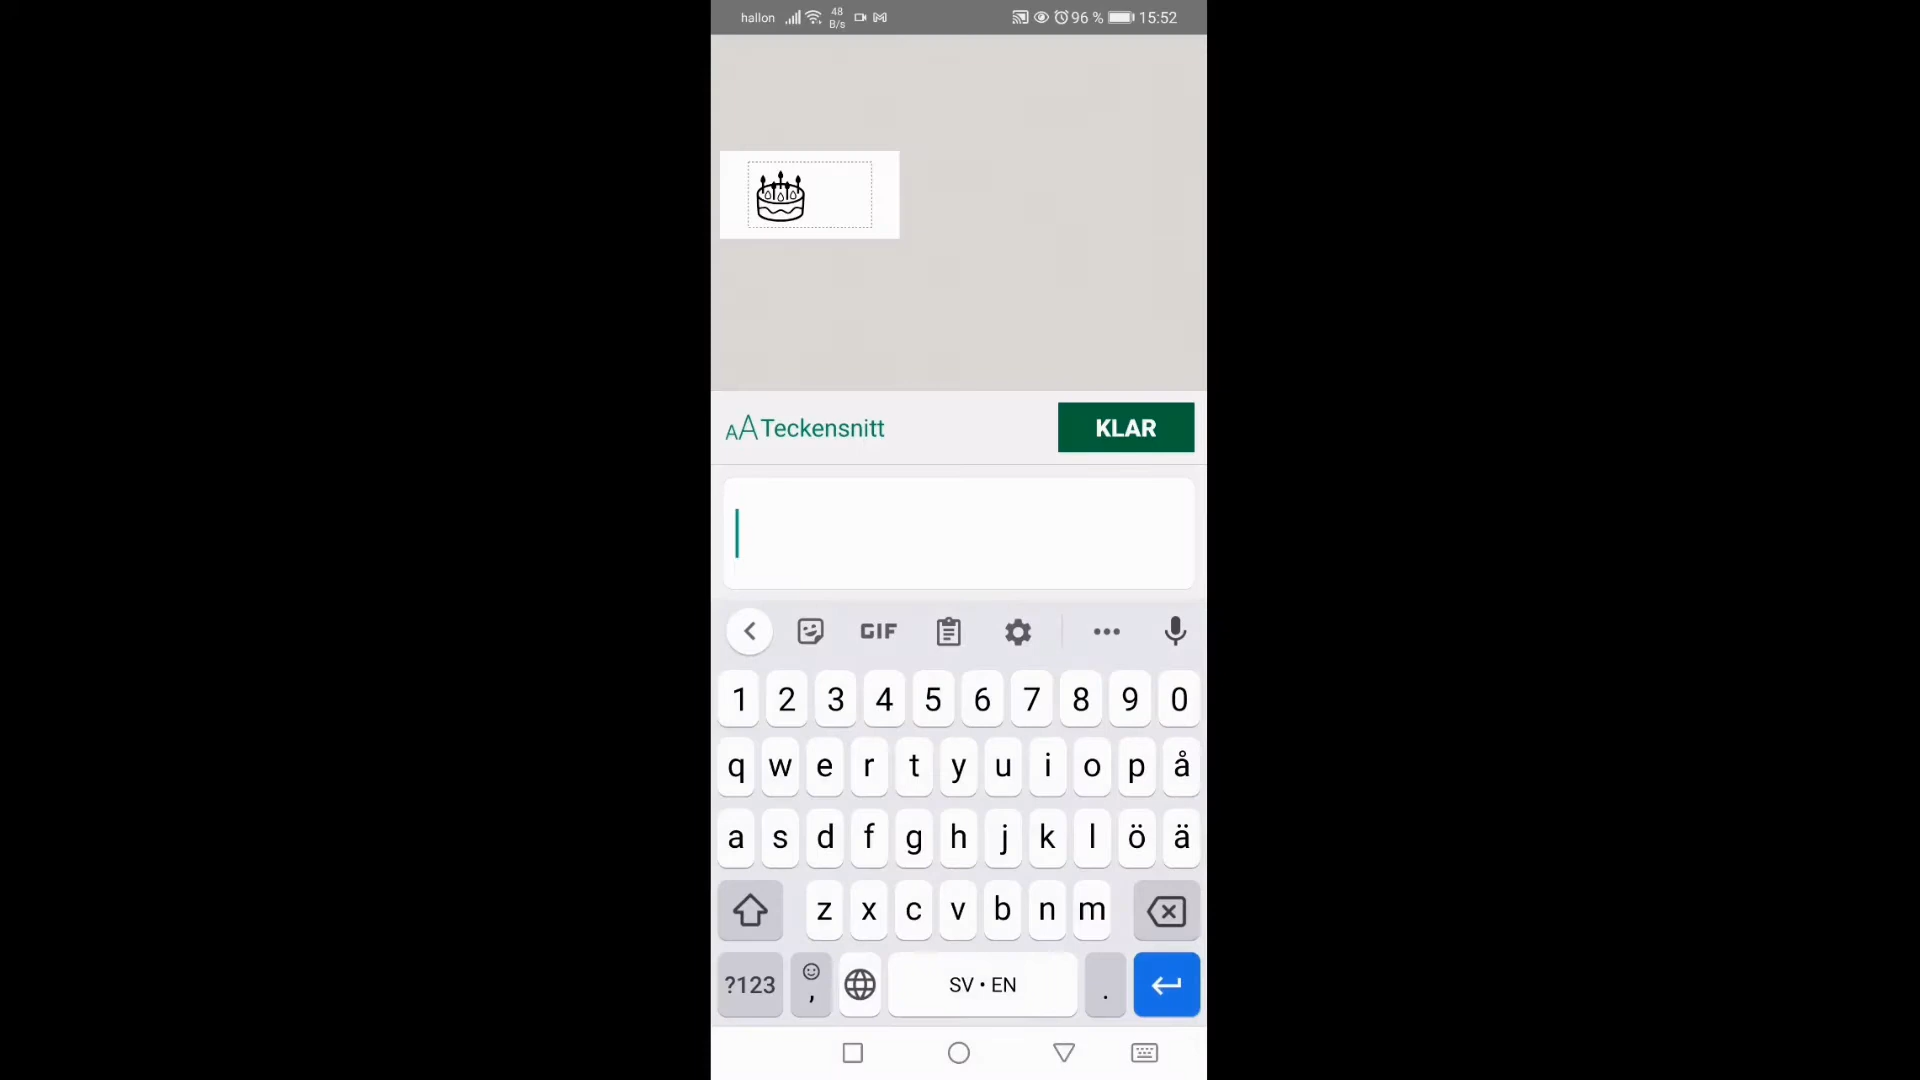 hallon 48 B/s 96 % 15:52
AA Teckensnitt KLAR
GIF
1 2 3 4 5 6 7 8 9 0
q w e r t y u i o p å
a s d f g h j k l ö ä
z x c v b n m
?123 , SV • EN .